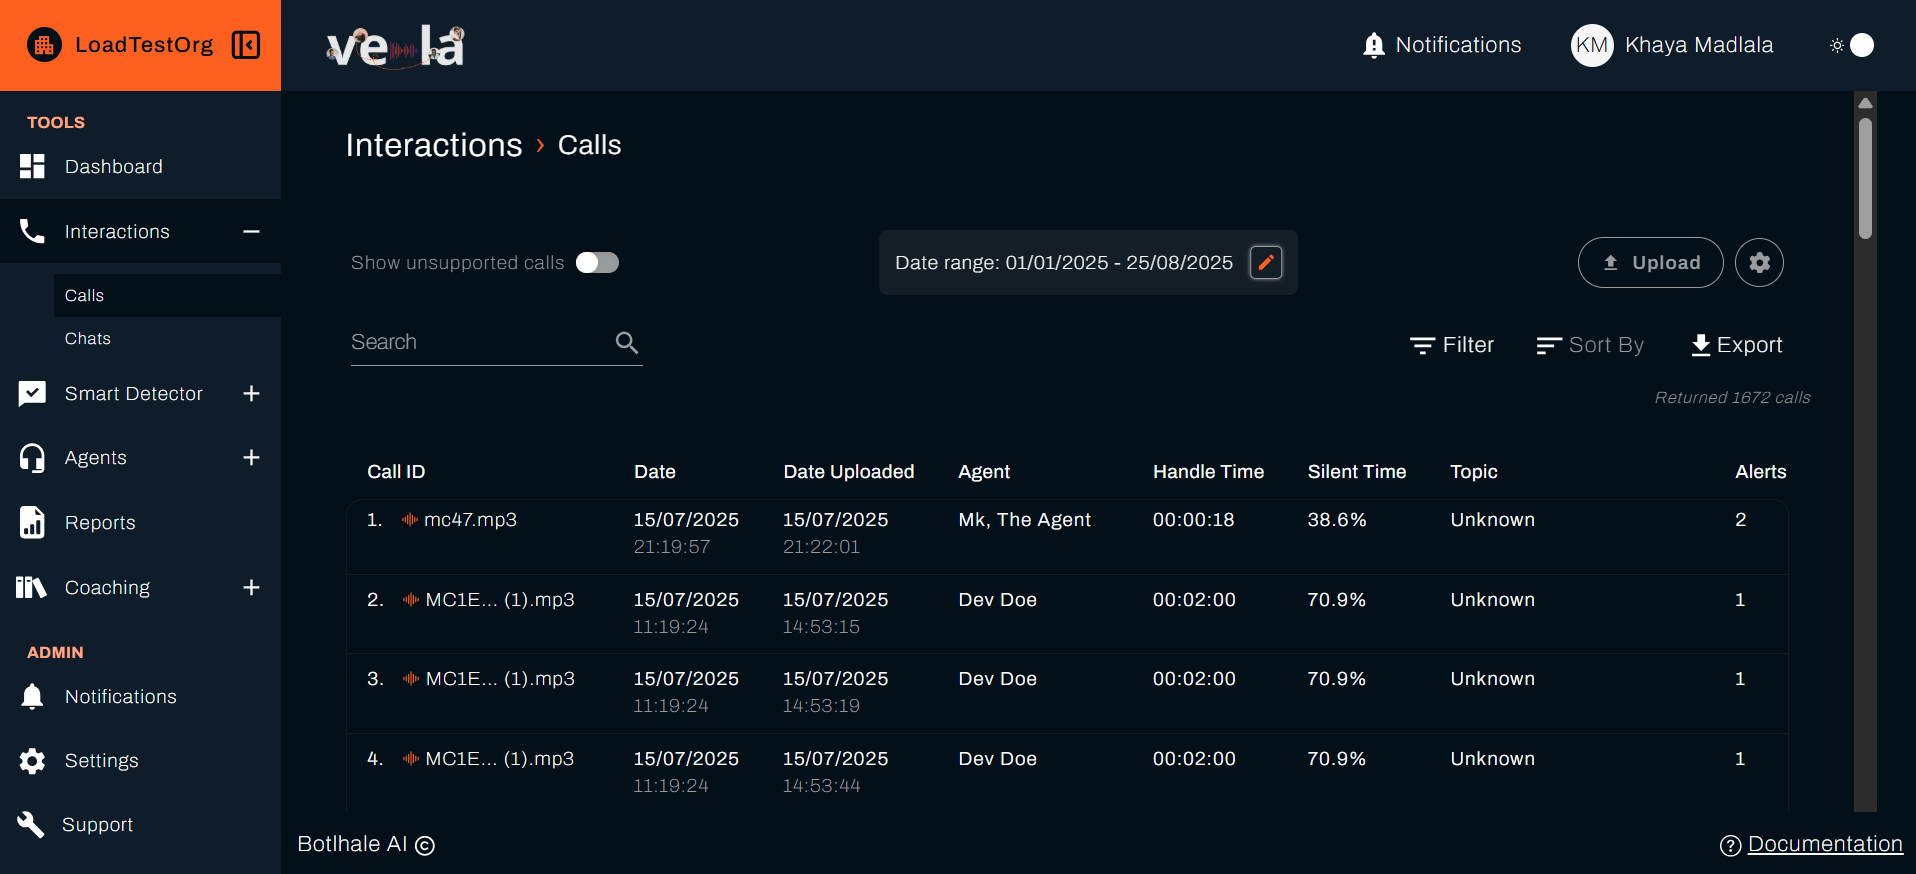 LoadTestOrg
vela
Notifications
KM Khaya Madlala
TOOLS
Dashboard
Interactions
Calls
Chats
Smart Detector
Agents
Reports
Coaching
ADMIN
Notifications
Settings
Support
Interactions › Calls
Show unsupported calls
Date range: 01/01/2025 - 25/08/2025
Upload
Search
Filter
Sort By
Export
Returned 1672 calls
Call ID Date Date Uploaded Agent Handle Time Silent Time Topic Alerts
1. mc47.mp3 15/07/2025 15/07/2025 Mk, The Agent 00:00:18 38.6% Unknown 2
21:19:57 21:22:01
2. MC1E... (1).mp3 15/07/2025 15/07/2025 Dev Doe 00:02:00 70.9% Unknown 1
11:19:24 14:53:15
3. MC1E... (1).mp3 15/07/2025 15/07/2025 Dev Doe 00:02:00 70.9% Unknown 1
11:19:24 14:53:19
4. MC1E... (1).mp3 15/07/2025 15/07/2025 Dev Doe 00:02:00 70.9% Unknown 1
11:19:24 14:53:44
Botlhale AI ©
Documentation